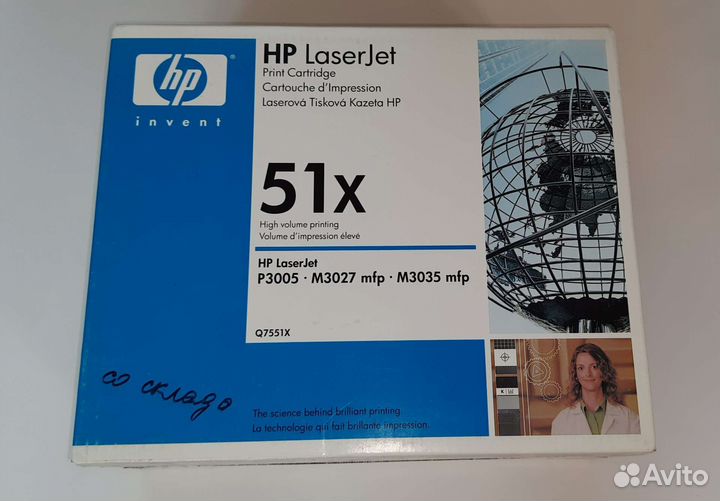 hp
invent
HP LaserJet
Print Cartridge
Cartouche d'Impression
Laserová Tisková Kazeta HP
51x
High volume printing
Volume d'impression élevé
HP LaserJet
P3005 · M3027 mfp · M3035 mfp
Q7551X
со склада
The science behind brilliant printing.
La technologie qui fait brillante impression.
Avito